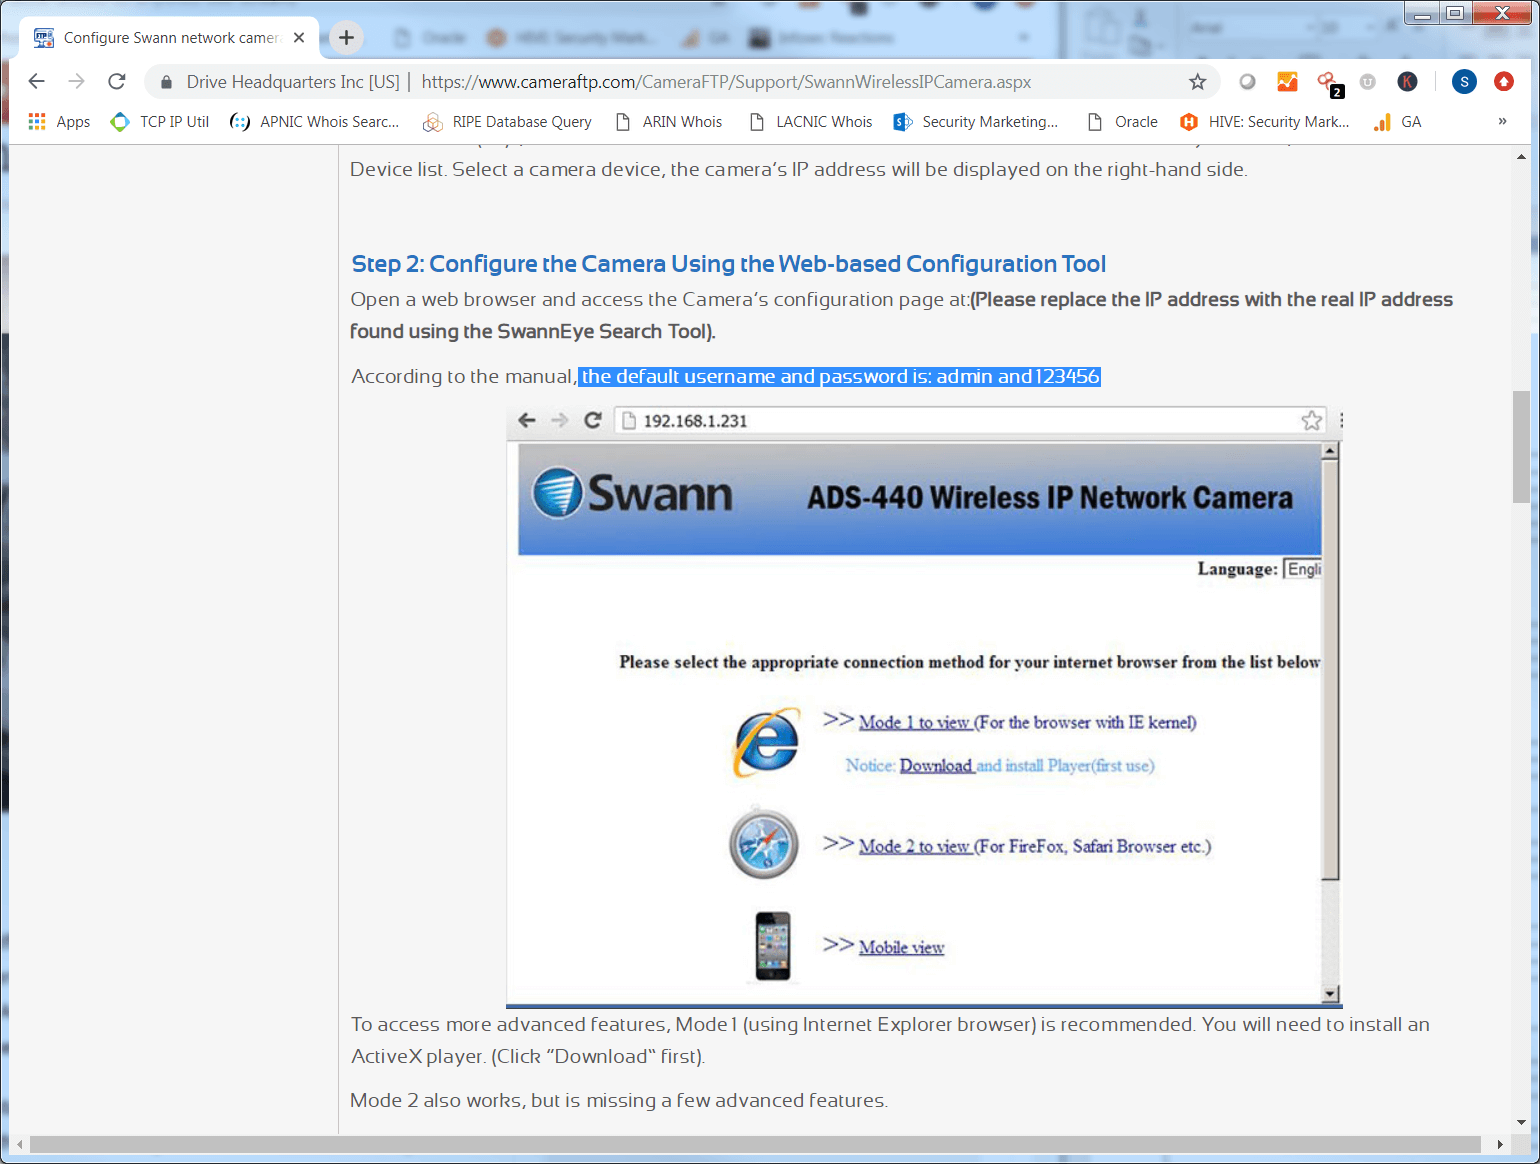 Configure Swann network camer
Drive Headquarters Inc [US] | https://www.cameraftp.com/CameraFTP/Support/SwannWirelessIPCamera.aspx
2
K
S
Apps
TCP IP Util
APNIC Whois Searc...
RIPE Database Query
ARIN Whois
LACNIC Whois
Security Marketing...
Oracle
HIVE: Security Mark...
GA
»
Device list. Select a camera device, the camera's IP address will be displayed on the right-hand side.
Step 2: Configure the Camera Using the Web-based Configuration Tool
Open a web browser and access the Camera's configuration page at:(Please replace the IP address with the real IP address
found using the SwannEye Search Tool).
According to the manual, the default username and password is: admin and 123456
192.168.1.231
Swann
ADS-440 Wireless IP Network Camera
Language: Engli
Please select the appropriate connection method for your internet browser from the list below
>> Mode 1 to view (For the browser with IE kernel)
Notice: Download and install Player(first use)
>> Mode 2 to view (For FireFox, Safari Browser etc.)
>> Mobile view
To access more advanced features, Mode 1 (using Internet Explorer browser) is recommended. You will need to install an
ActiveX player. (Click "Download" first).
Mode 2 also works, but is missing a few advanced features.